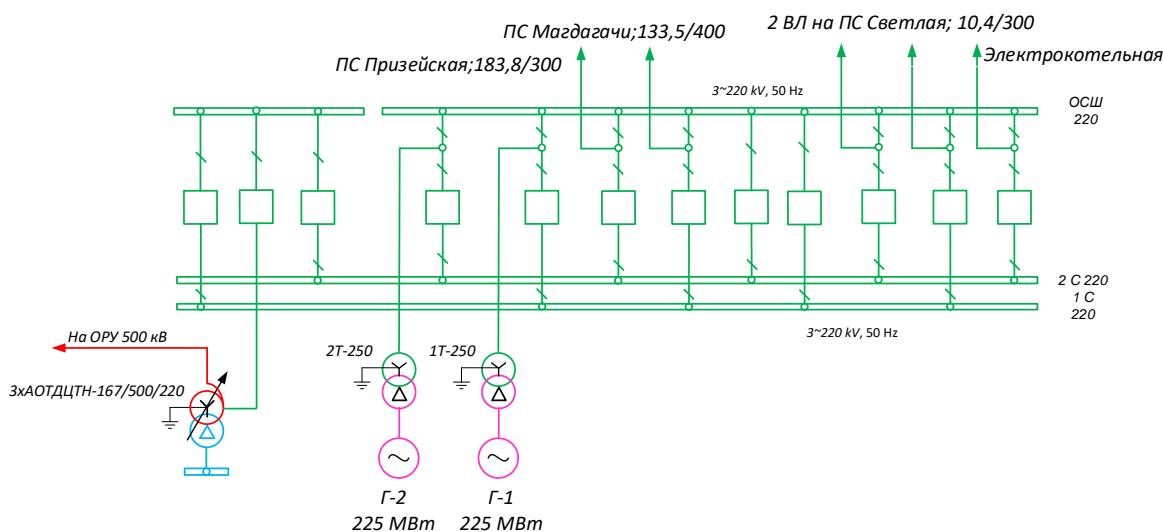 ПС Магдагачи;133,5/400
2 ВЛ на ПС Светлая; 10,4/300
ПС Призейская;183,8/300
Электрокотельная
3~220 kV, 50 Hz
ОСШ
220
2 С 220
1 С
220
3~220 kV, 50 Hz
На ОРУ 500 кВ
2Т-250
1Т-250
3хАОТДЦТН-167/500/220
Г-2
225 МВт
Г-1
225 МВт